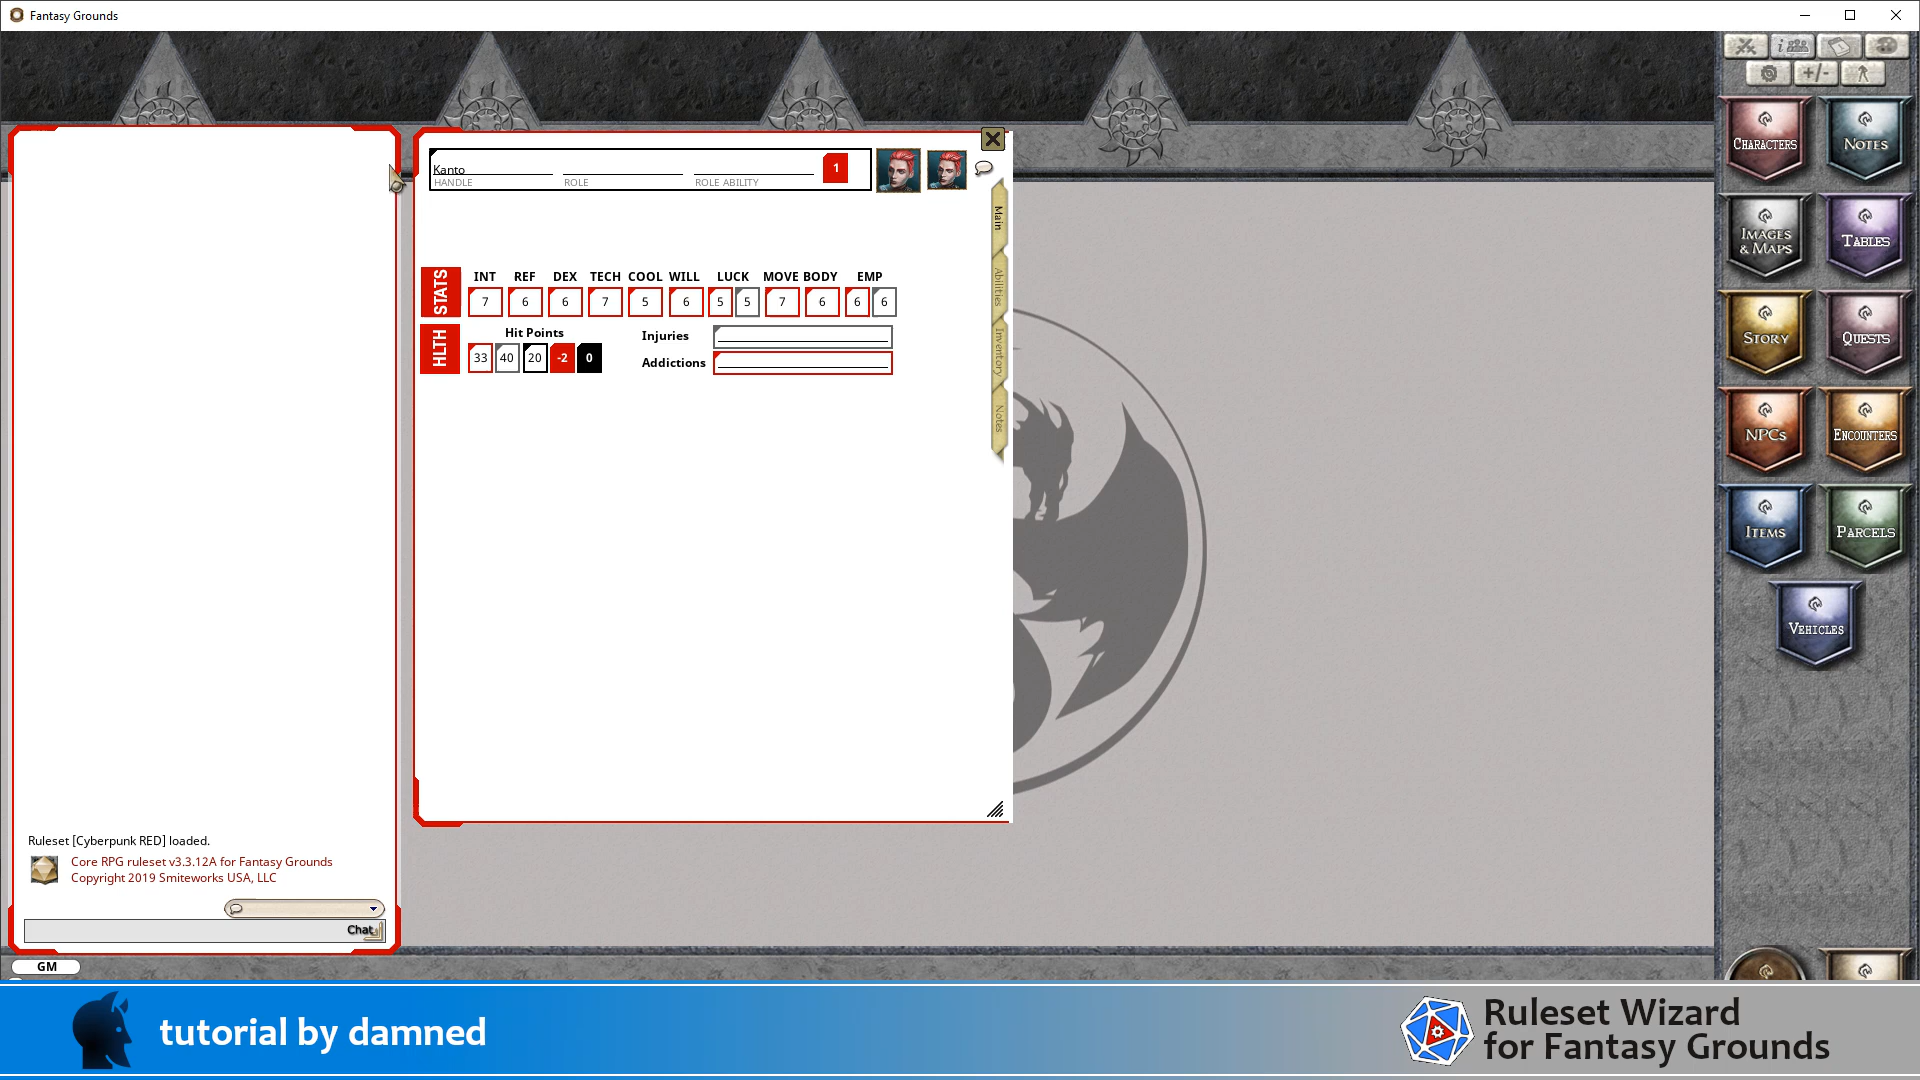 Fantasy Grounds
Kanto
HANDLE
ROLE
ROLE ABILITY
1
Main
Abilities
Inventory
Notes
STATS
INT REF DEX TECH COOL WILL LUCK MOVE BODY EMP
7 6 6 7 5 6 5 5 7 6 6 6
HLTH
Hit Points
33 40 20 -2 0
Injuries
Addictions
i
+/-
Characters
Notes
Images & Maps
Tables
Story
Quests
NPCs
Encounters
Items
Parcels
Vehicles
Ruleset [Cyberpunk RED] loaded.
Core RPG ruleset v3.3.12A for Fantasy Grounds
Copyright 2019 Smiteworks USA, LLC
Chat
GM
tutorial by damned
Ruleset Wizard
for Fantasy Grounds